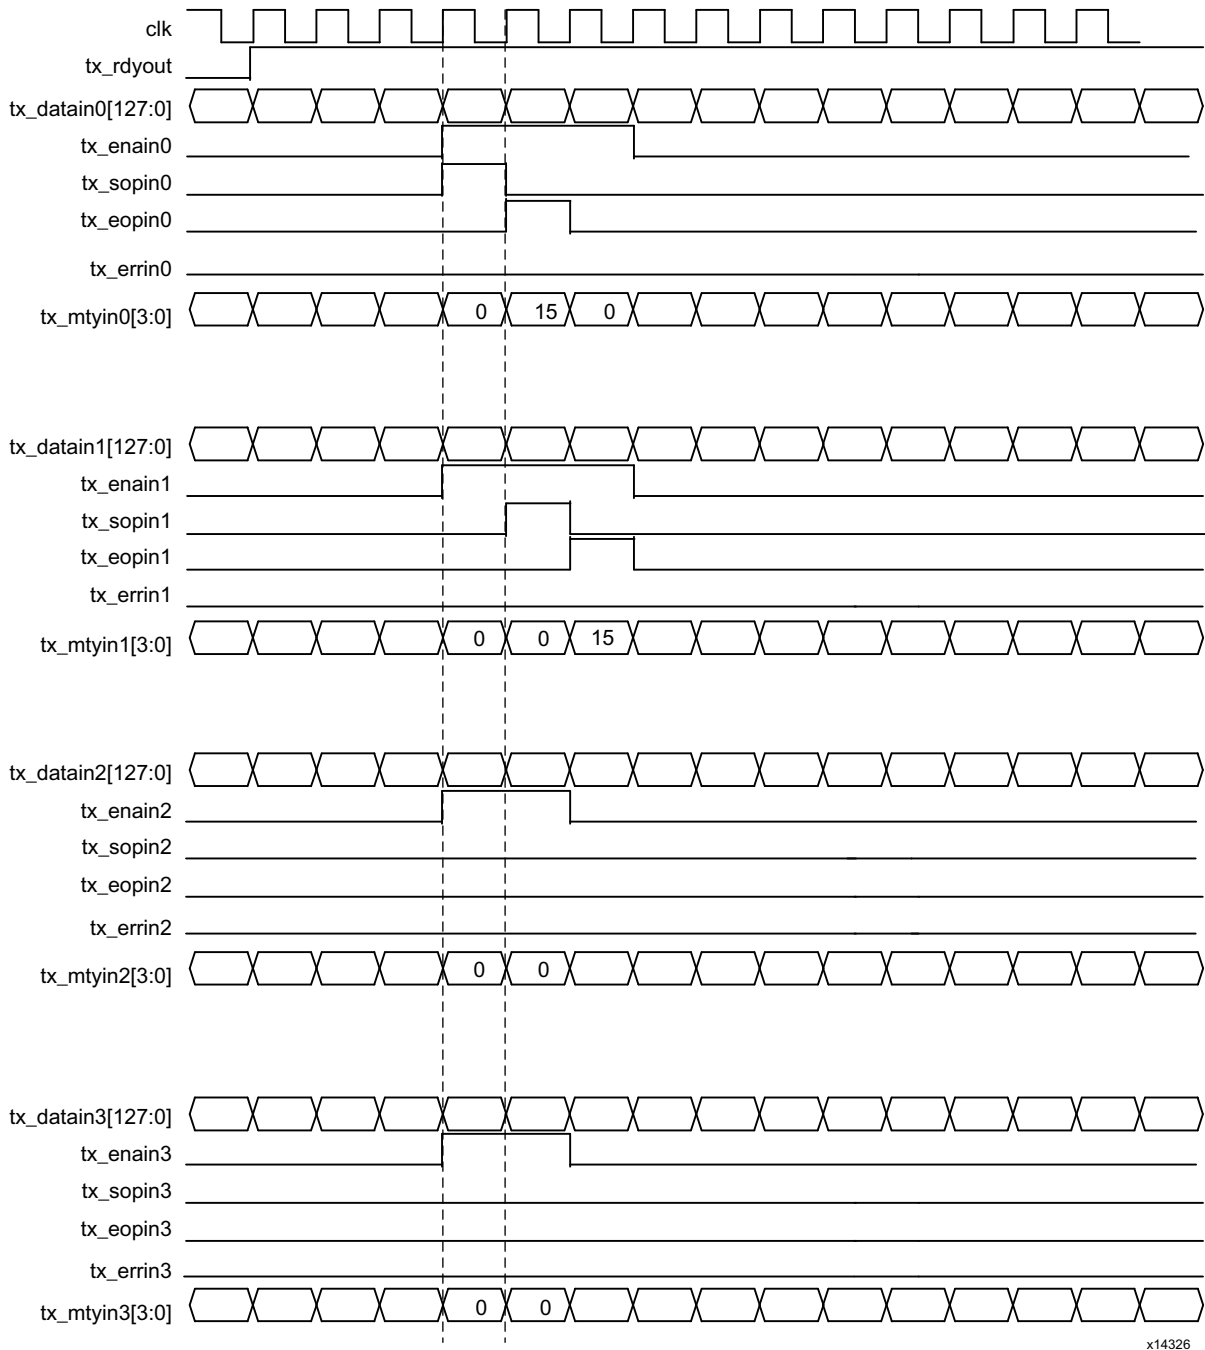 clk
tx_rdyout
tx_datain0[127:0]
tx_enain0
tx_sopin0
tx_eopin0
tx_errin0
tx_mtyin0[3:0] 0 15 0
tx_datain1[127:0]
tx_enain1
tx_sopin1
tx_eopin1
tx_errin1
tx_mtyin1[3:0] 0 0 15
tx_datain2[127:0]
tx_enain2
tx_sopin2
tx_eopin2
tx_errin2
tx_mtyin2[3:0] 0 0
tx_datain3[127:0]
tx_enain3
tx_sopin3
tx_eopin3
tx_errin3
tx_mtyin3[3:0] 0 0
x14326